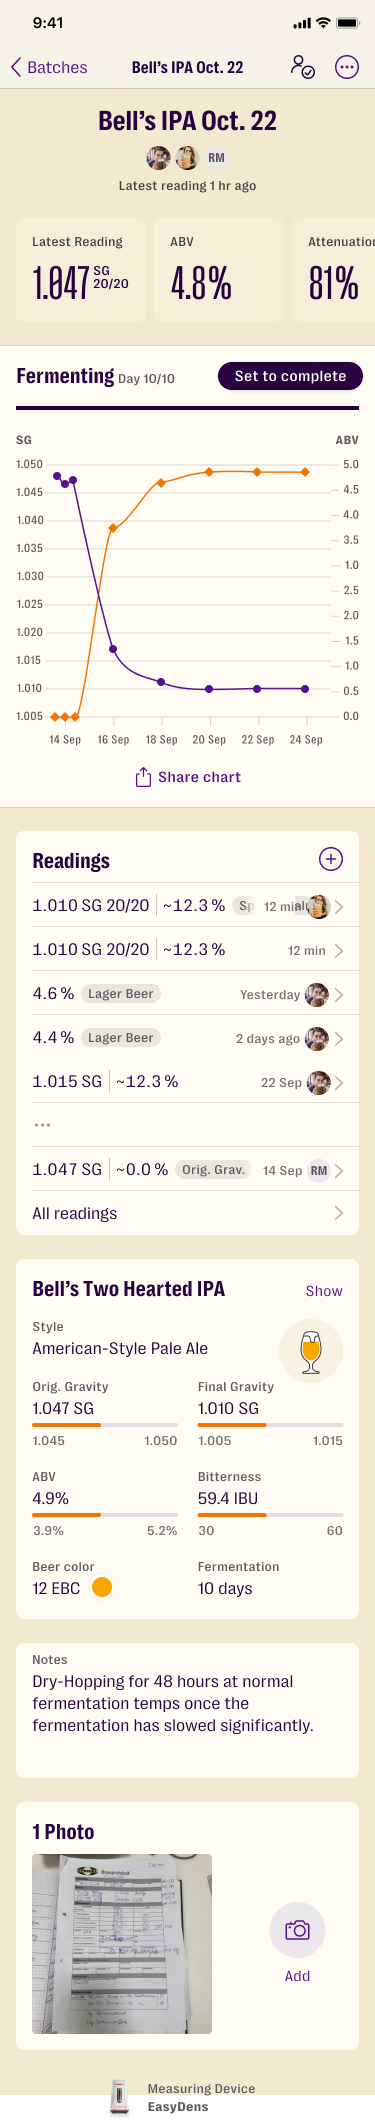 9:41
Batches
Bell's IPA Oct. 22
Bell's IPA Oct. 22
RM
Latest reading 1 hr ago
Latest Reading
1.047 SG 20/20
ABV
4.8%
Attenuation
81%
Fermenting Day 10/10
Set to complete
SG
ABV
1.050
1.045
1.040
1.035
1.030
1.025
1.020
1.015
1.010
1.005
5.0
4.5
4.0
3.5
1.0
2.5
2.0
1.5
1.0
0.5
0.0
14 Sep 16 Sep 18 Sep 20 Sep 22 Sep 24 Sep
Share chart
Readings
1.010 SG 20/20 ~12.3 % Sp 12 min
1.010 SG 20/20 ~12.3 % 12 min
4.6 % Lager Beer Yesterday
4.4 % Lager Beer 2 days ago
1.015 SG ~12.3 % 22 Sep
...
1.047 SG ~0.0 % Orig. Grav. 14 Sep RM
All readings
Bell's Two Hearted IPA
Show
Style
American-Style Pale Ale
Orig. Gravity
1.047 SG
1.045 1.050
Final Gravity
1.010 SG
1.005 1.015
ABV
4.9%
3.9% 5.2%
Bitterness
59.4 IBU
30 60
Beer color
12 EBC
Fermentation
10 days
Notes
Dry-Hopping for 48 hours at normal
fermentation temps once the
fermentation has slowed significantly.
1 Photo
Add
Measuring Device
EasyDens